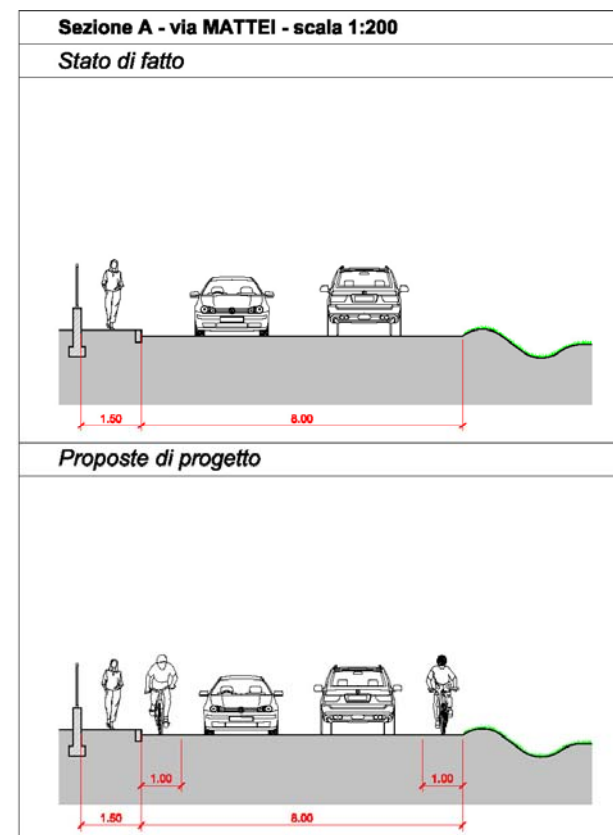 Sezione A - via MATTEI - scala 1:200
Stato di fatto
1.50
8.00
Proposte di progetto
1.00
1.00
1.50
8.00